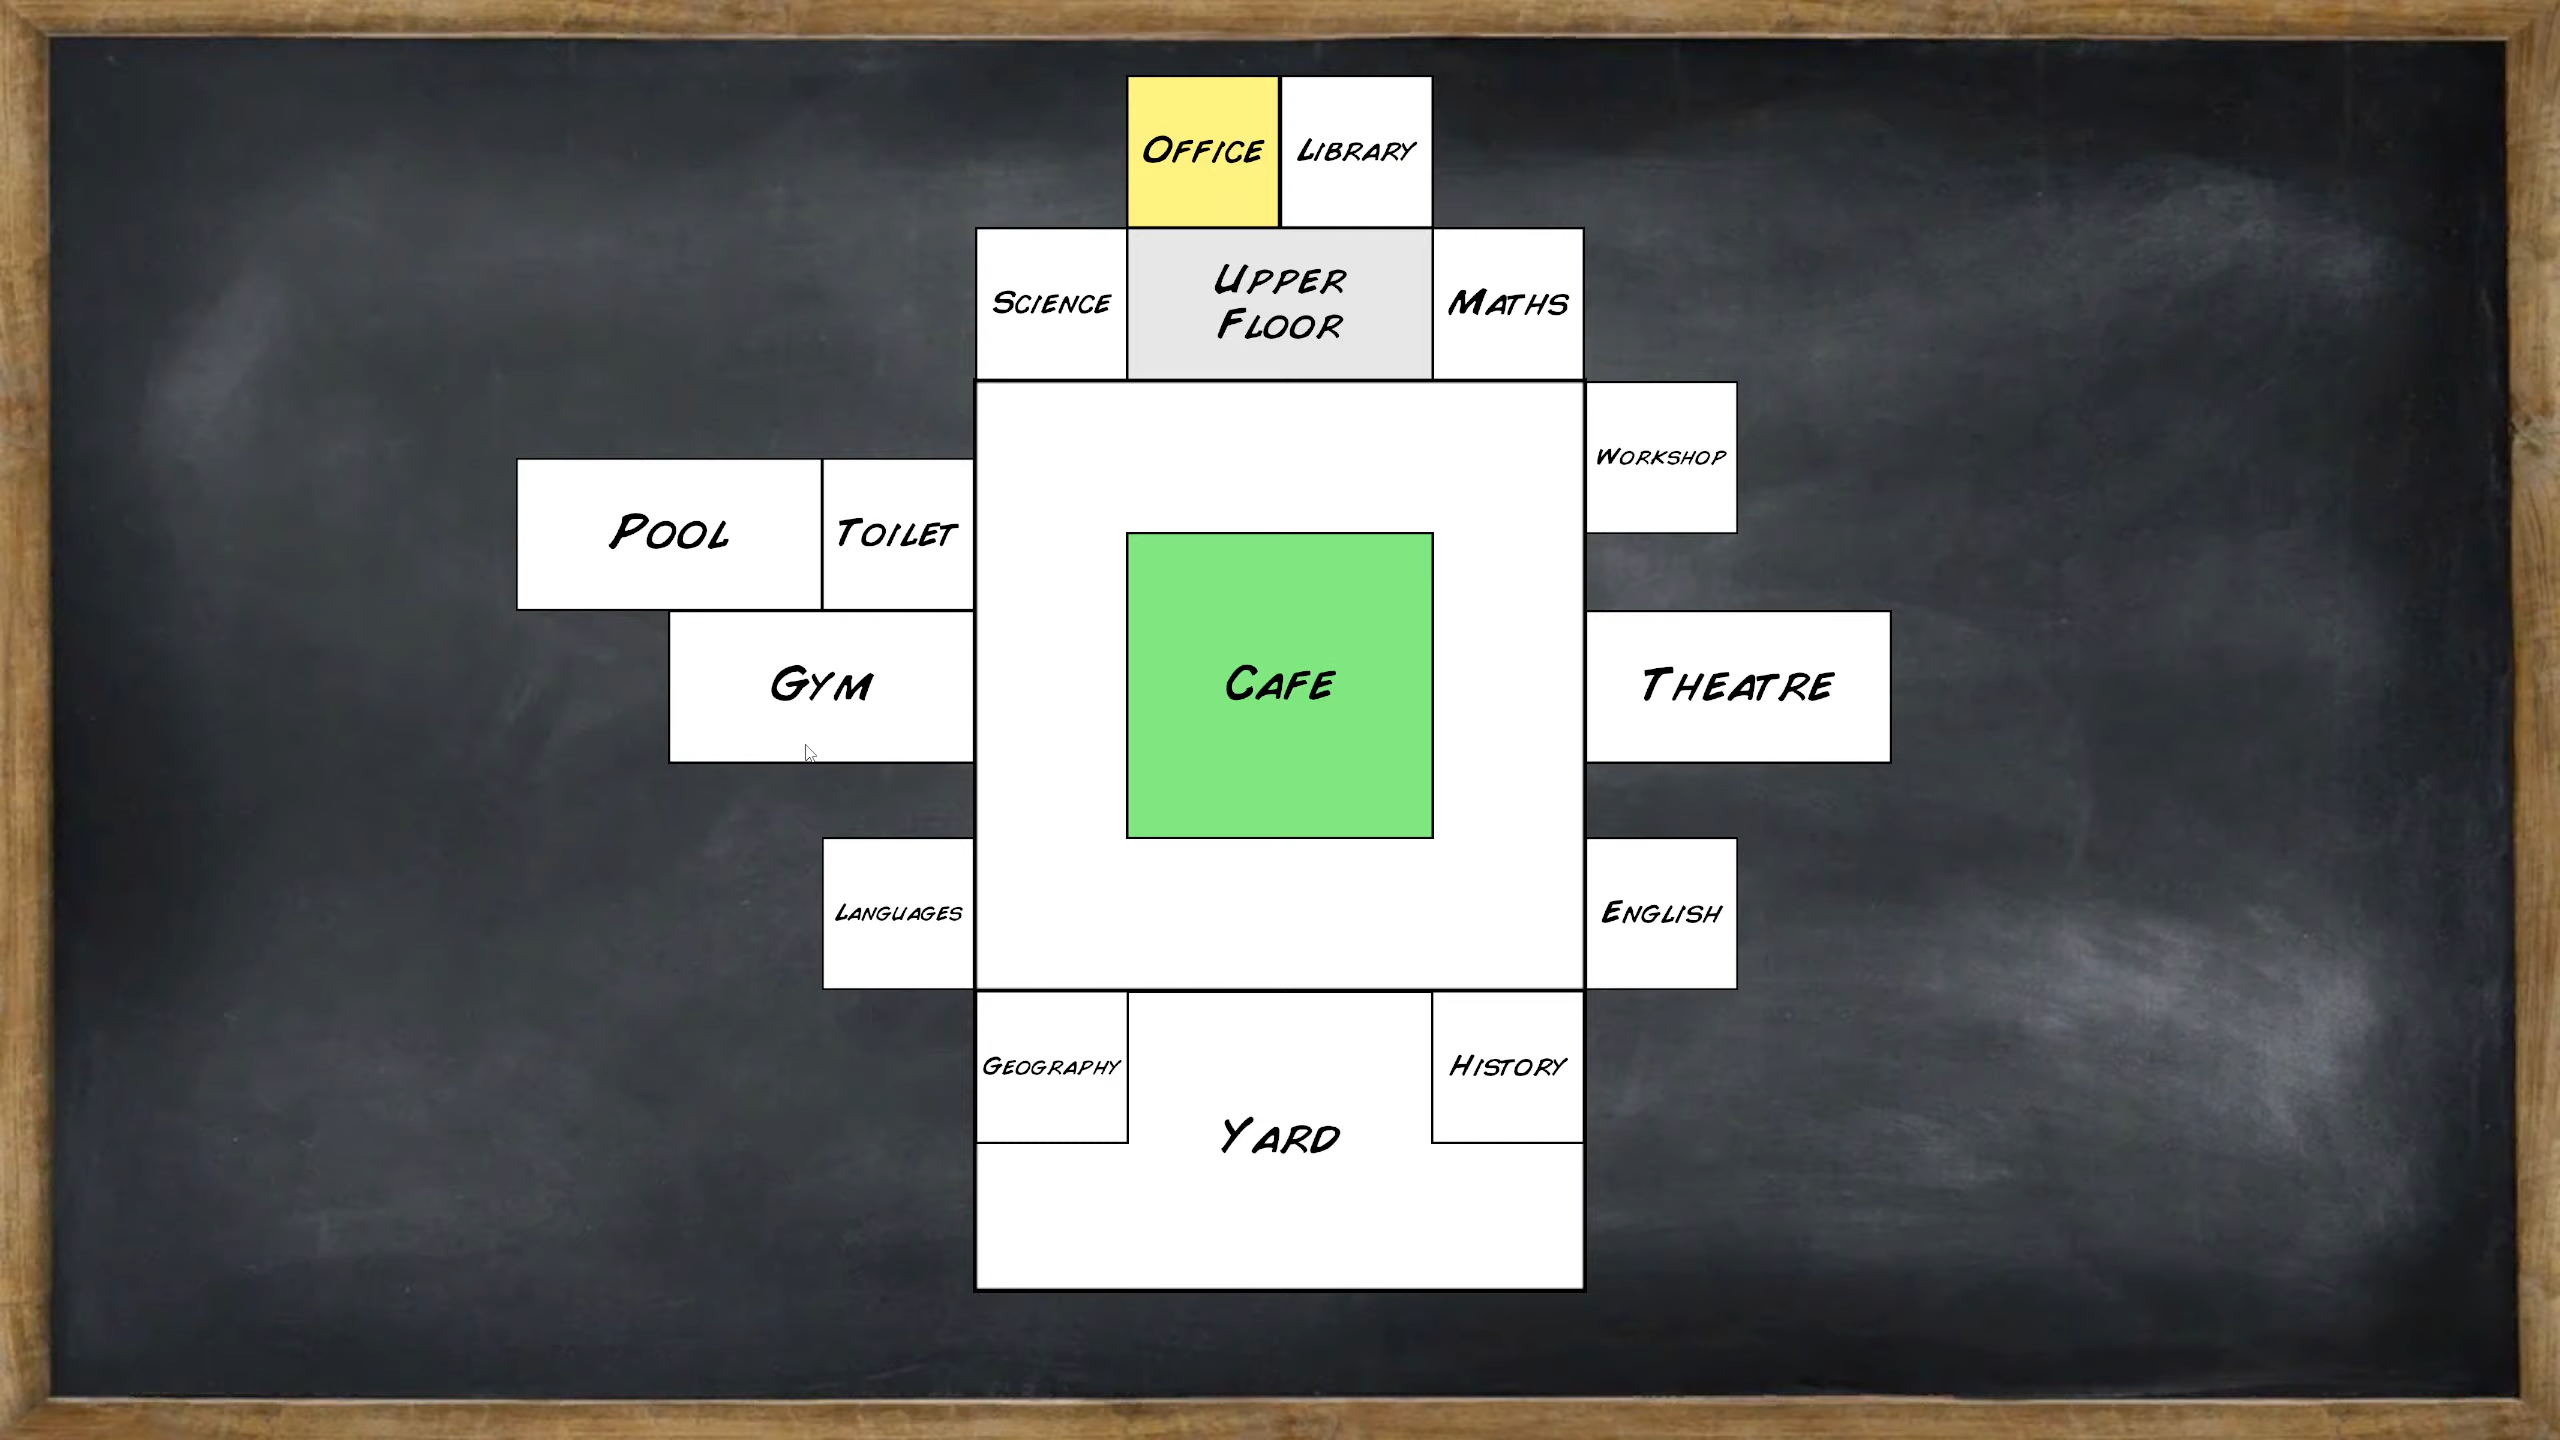 Office
Library
Science
Upper
Floor
Maths
Workshop
Pool
Toilet
Gym
Cafe
Theatre
Languages
English
Geography
History
Yard